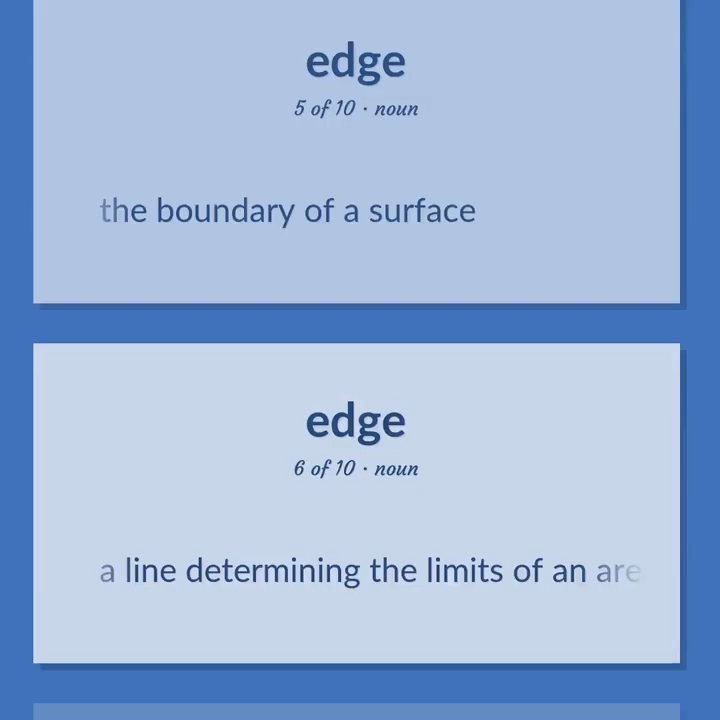 edge
5 of 10 · noun
the boundary of a surface
edge
6 of 10 · noun
a line determining the limits of an are